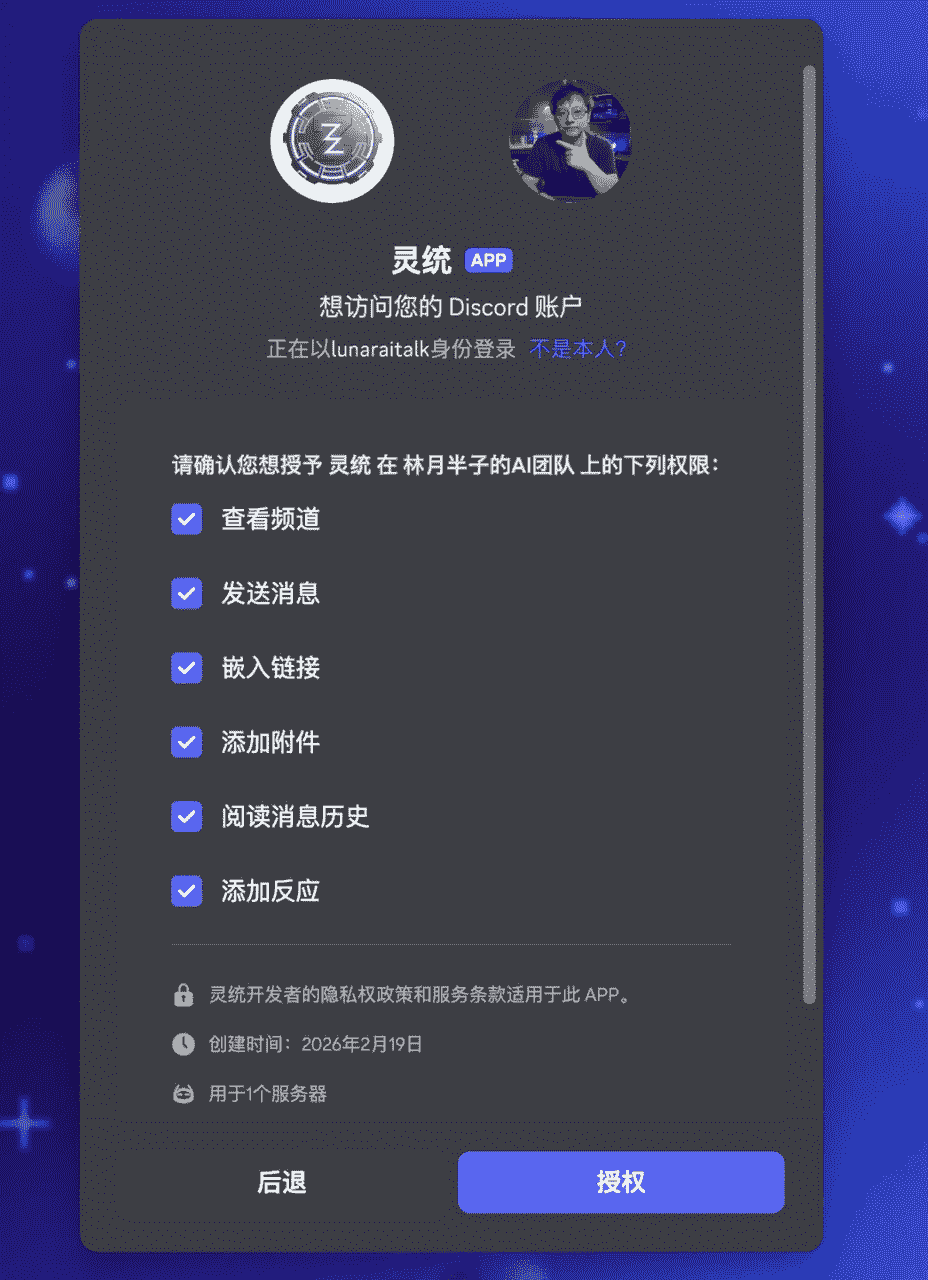 灵统 APP
想访问您的 Discord 账户
正在以lunaraitalk身份登录 不是本人?
请确认您想授予 灵统 在 林月半子的AI团队 上的下列权限：
查看频道
发送消息
嵌入链接
添加附件
阅读消息历史
添加反应
灵统开发者的隐私权政策和服务条款适用于此 APP。
创建时间：2026年2月19日
用于1个服务器
后退 授权